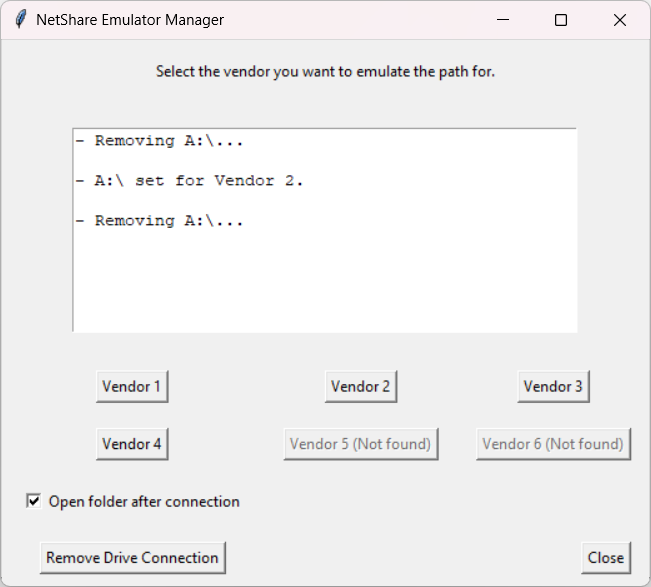 NetShare Emulator Manager
Select the vendor you want to emulate the path for.
- Removing A:\...
- A:\ set for Vendor 2.
- Removing A:\...
Vendor 1
Vendor 2
Vendor 3
Vendor 4
Vendor 5 (Not found)
Vendor 6 (Not found)
Open folder after connection
Remove Drive Connection
Close